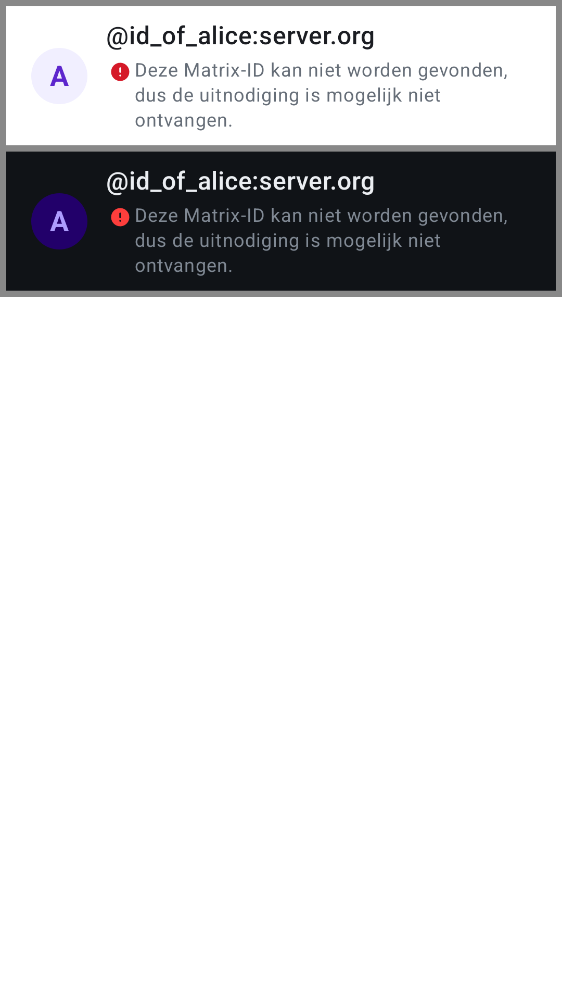 @id_of_alice:server.org
A
Deze Matrix-ID kan niet worden gevonden,
dus de uitnodiging is mogelijk niet
ontvangen.
@id_of_alice:server.org
A
Deze Matrix-ID kan niet worden gevonden,
dus de uitnodiging is mogelijk niet
ontvangen.